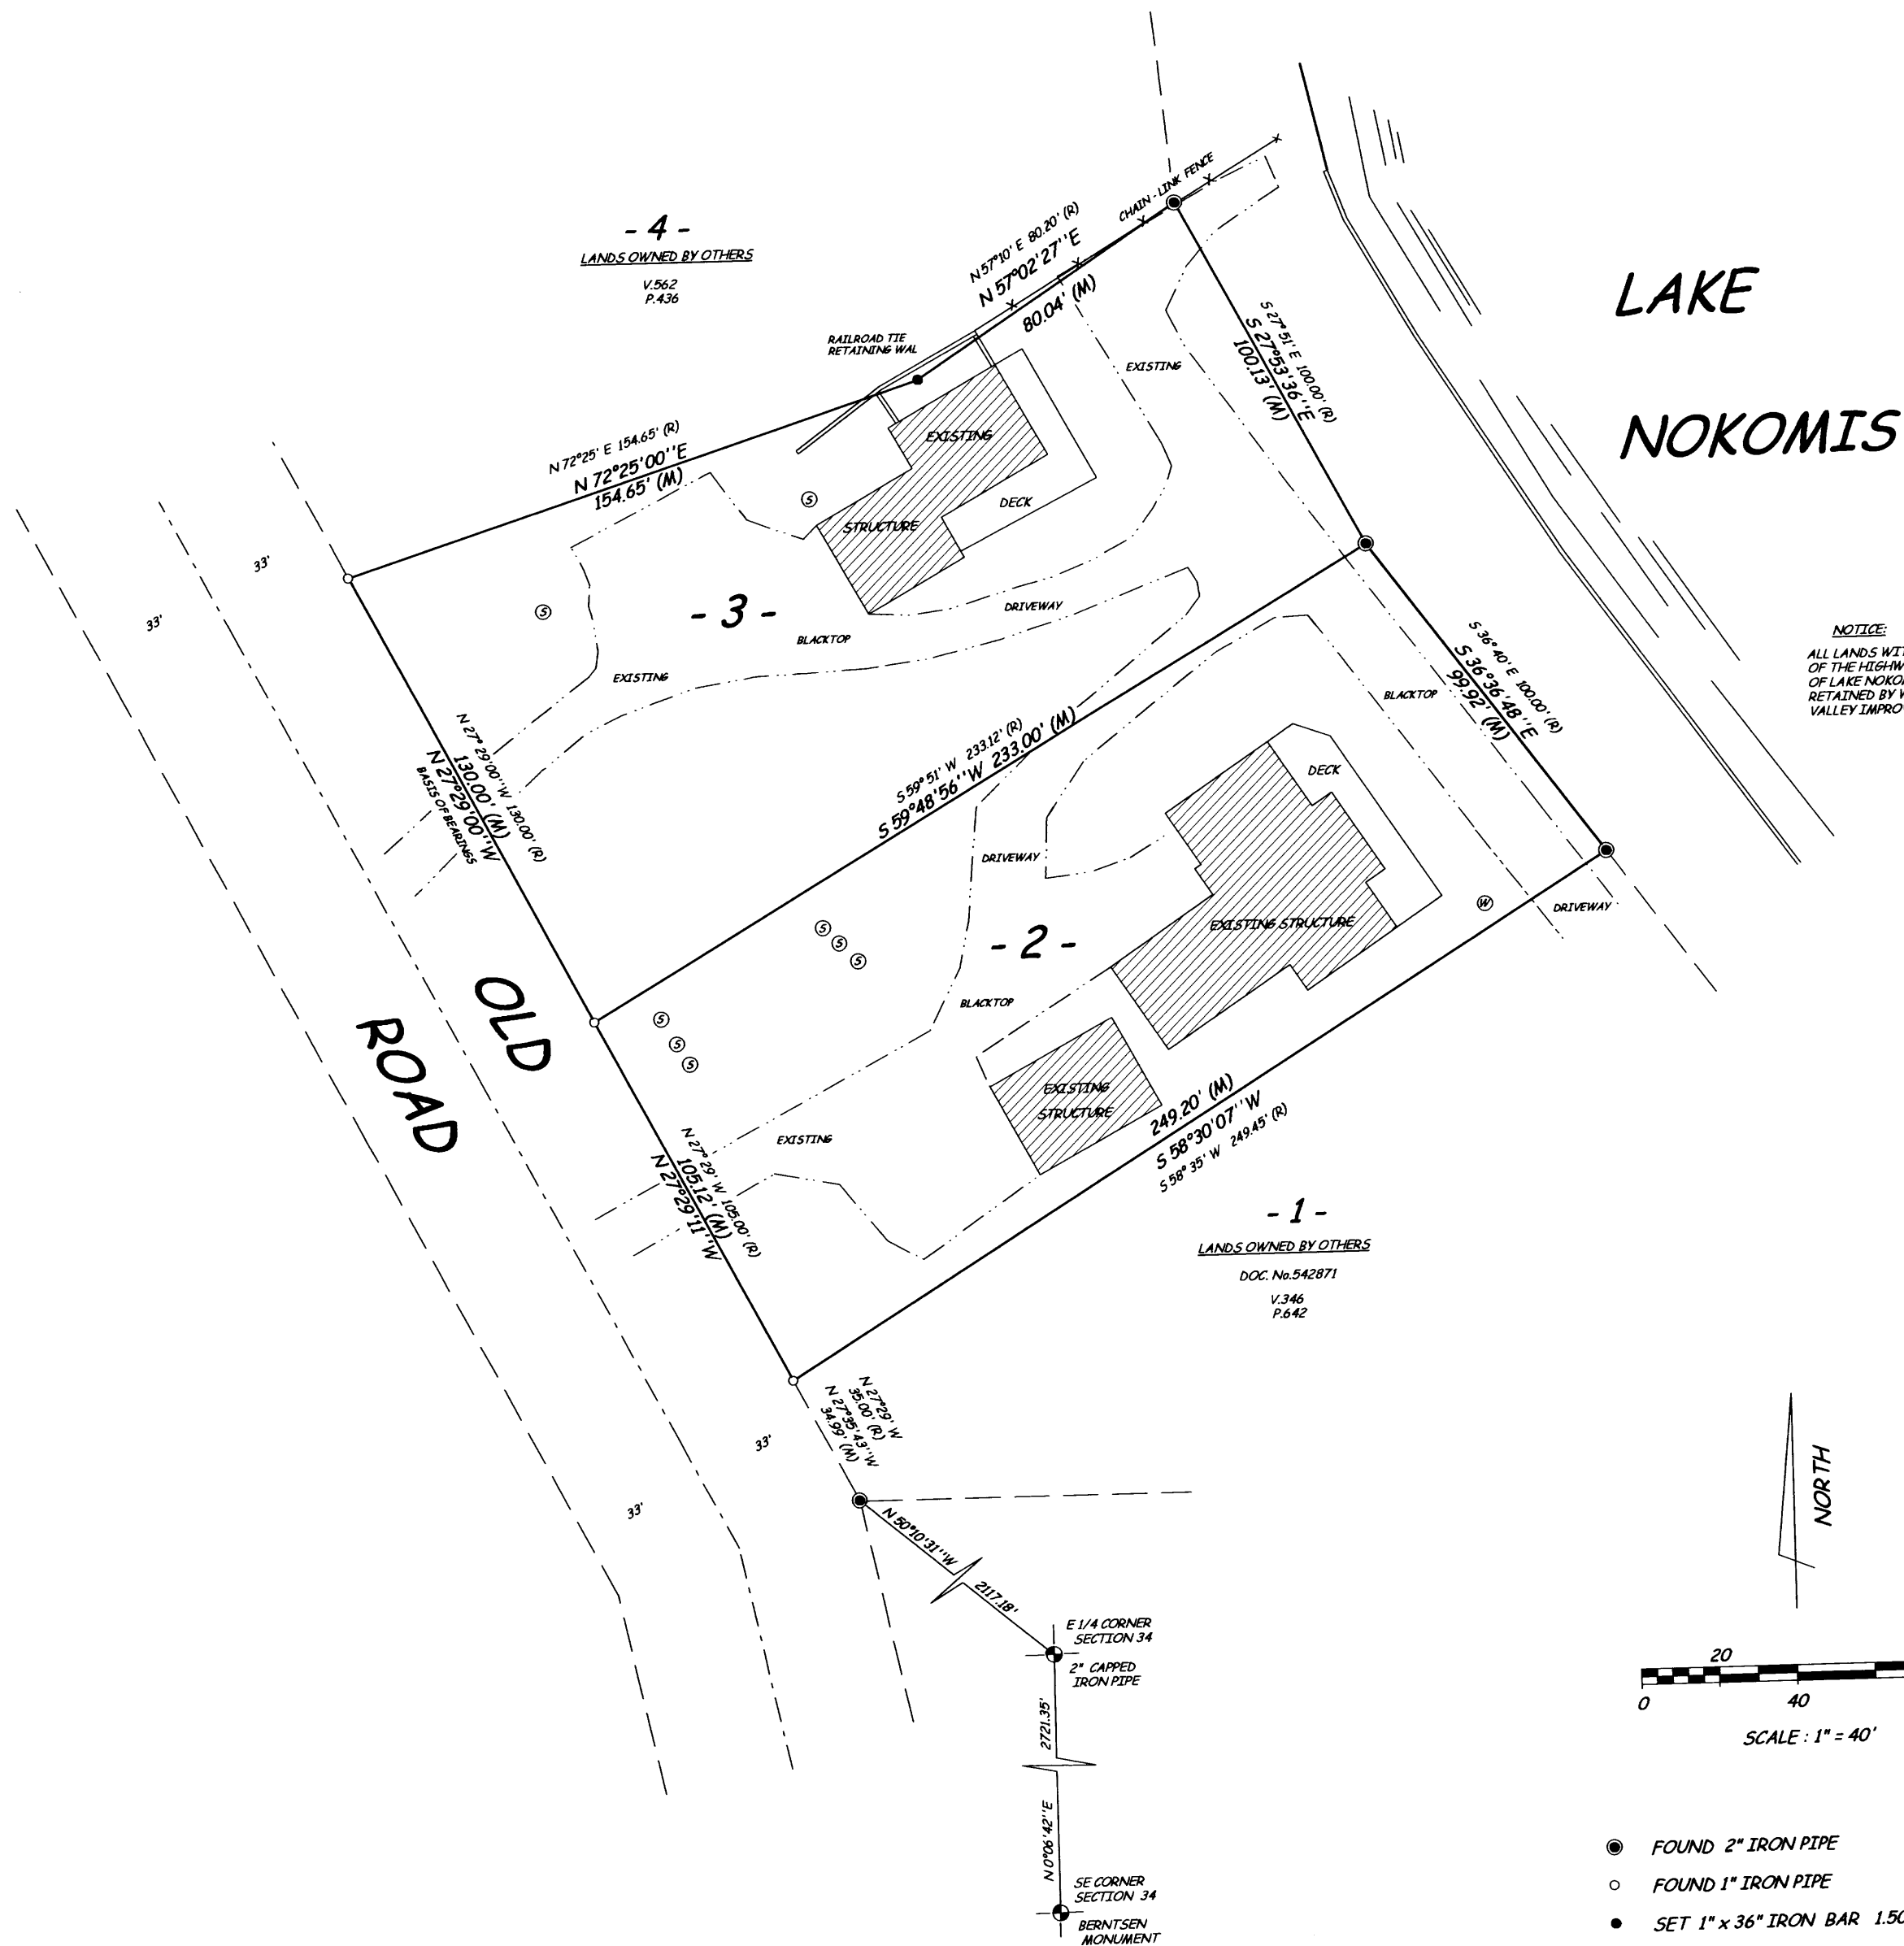 - 4 -
LANDS OWNED BY OTHERS
V.562
P.436
CHAIN - LINK FENCE
N 57°10' E 80.20' (R)
N 57°02'27''E
80.04' (M)
RAILROAD TIE
RETAINING WAL
LAKE
NOKOMIS
S 27°51' E 100.00' (R)
S 27°53'36''E
100.13' (M)
EXISTING
N 72°25' E 154.65' (R)
N 72°25'00''E
154.65' (M)
EXISTING
STRUCTURE
DECK
S
S
33'
33'
- 3 -
DRIVEWAY
BLACKTOP
EXISTING
NOTICE:
ALL LANDS WIT
OF THE HIGHW
OF LAKE NOKO
RETAINED BY W
VALLEY IMPRO
S 36°40' E 100.00' (R)
S 36°36'48''E
99.92' (M)
BLACKTOP
N 27°29'00''W 130.00' (R)
130.00' (M)
N 27°29'00''W
BASIS OF BEARINGS
S 59°51' W 233.12' (R)
S 59°48'56''W 233.00' (M)
DECK
DRIVEWAY
EXISTING STRUCTURE
W
DRIVEWAY
S
S
S
- 2 -
BLACKTOP
S
S
S
OLD
ROAD
EXISTING
STRUCTURE
EXISTING
249.20' (M)
S 58°30'07''W
S 58°35' W 249.45' (R)
N 27°29' W 105.00' (R)
105.12' (M)
N 27°29'11''W
- 1 -
LANDS OWNED BY OTHERS
DOC. No.542871
V.346
P.642
N 27°29' W
35.00' (R)
N 27°35'43''W
34.99' (M)
33'
33'
N 50°10'31''W
2117.18'
E 1/4 CORNER
SECTION 34
2" CAPPED
IRON PIPE
2721.35'
N 0°06'42''E
SE CORNER
SECTION 34
BERNTSEN
MONUMENT
NORTH
20
0
40
SCALE : 1" = 40'
FOUND 2" IRON PIPE
FOUND 1" IRON PIPE
SET 1" x 36" IRON BAR 1.50